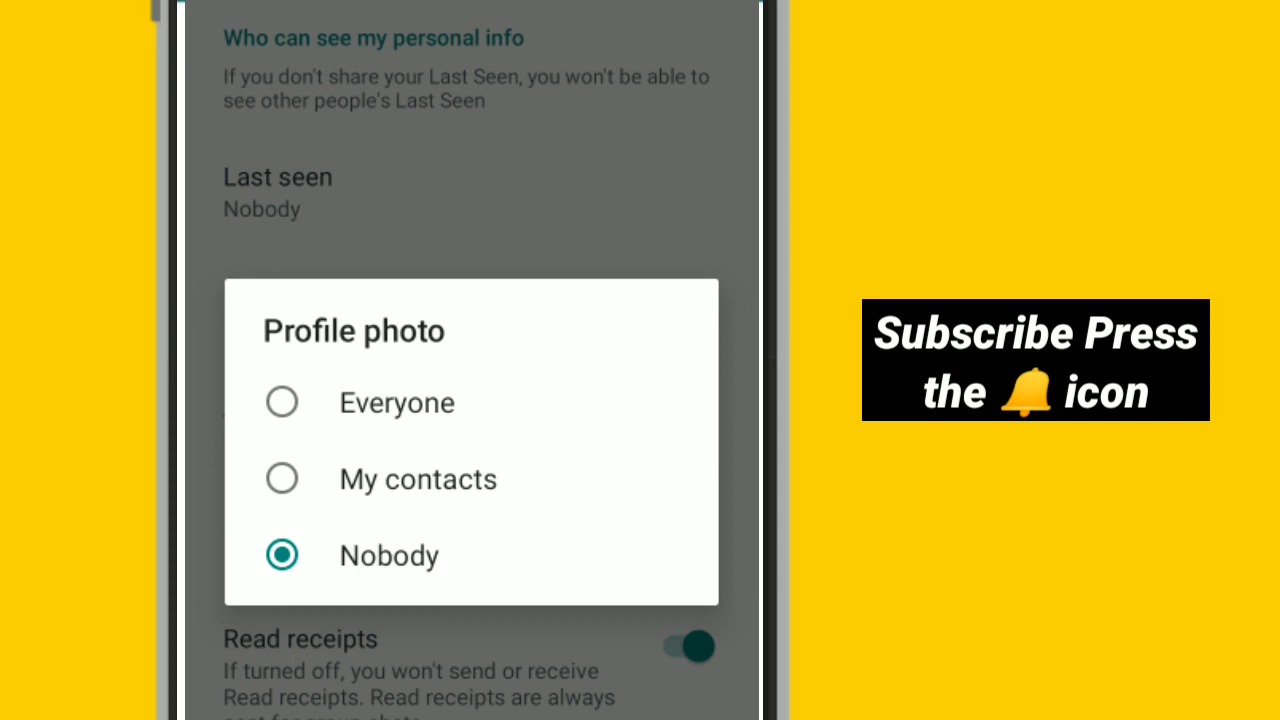 Who can see my personal info
If you don't share your Last Seen, you won't be able to
see other people's Last Seen
Last seen
Nobody
Profile photo
Everyone
My contacts
Nobody
Read receipts
If turned off, you won't send or receive
Read receipts. Read receipts are always
Subscribe Press
the 🔔 icon